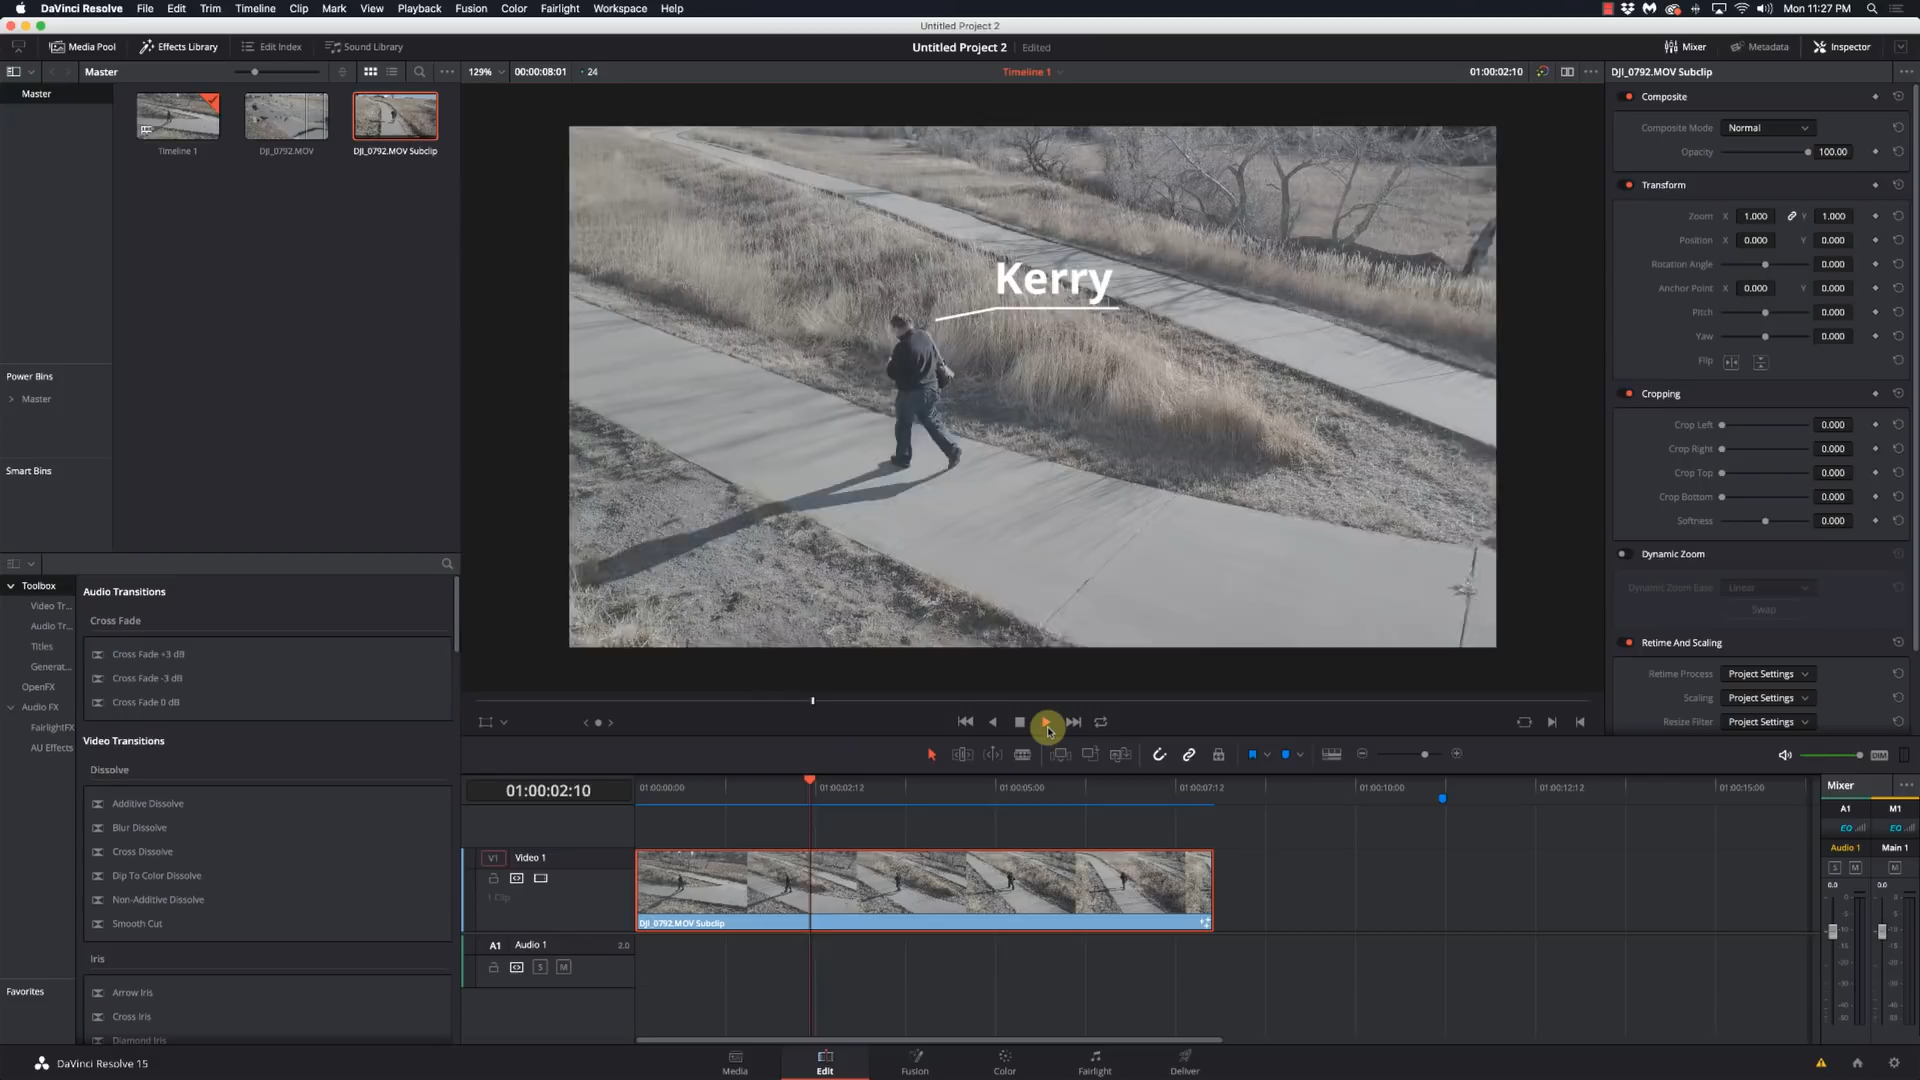 DaVinci Resolve File Edit Trim Timeline Clip Mark View Playback Fusion Color Fairlight Workspace Help Mon 11:27 PM
Untitled Project 2
Media Pool Effects Library Edit Index Sound Library Untitled Project 2 Edited Mixer Metadata Inspector
Master 129% 00:00:08:01 24 Timeline 1 01:00:02:10 DJI_0792.MOV Subclip
Master
Timeline 1 DJI_0792.MOV DJI_0792.MOV Subclip
Power Bins
Master
Smart Bins
Kerry
Composite
Composite Mode Normal
Opacity 100.00
Transform
Zoom X 1.000 Y 1.000
Position X 0.000 Y 0.000
Rotation Angle 0.000
Anchor Point X 0.000 Y 0.000
Pitch 0.000
Yaw 0.000
Flip
Cropping
Crop Left 0.000
Crop Right 0.000
Crop Top 0.000
Crop Bottom 0.000
Softness 0.000
Dynamic Zoom
Dynamic Zoom Ease Linear
Swap
Retime And Scaling
Retime Process Project Settings
Scaling Project Settings
Resize Filter Project Settings
Toolbox
Video Tr...
Audio Tr...
Titles
Generat...
OpenFX
Audio FX
FairlightFX
AU Effects
Favorites
Audio Transitions
Cross Fade
Cross Fade +3 dB
Cross Fade -3 dB
Cross Fade 0 dB
Video Transitions
Dissolve
Additive Dissolve
Blur Dissolve
Cross Dissolve
Dip To Color Dissolve
Non-Additive Dissolve
Smooth Cut
Iris
Arrow Iris
Cross Iris
Diamond Iris
DIM
01:00:02:10 01:00:00:00 01:00:02:12 01:00:05:00 01:00:07:12 01:00:10:00 01:00:12:12 01:00:15:00
V1 Video 1
1 Clip
DJI_0792.MOV Subclip
A1 Audio 1 2.0
S M
Mixer
A1 M1
EQ EQ
Audio 1 Main 1
S M M
0.0 0.0
DaVinci Resolve 15 Media Edit Fusion Color Fairlight Deliver